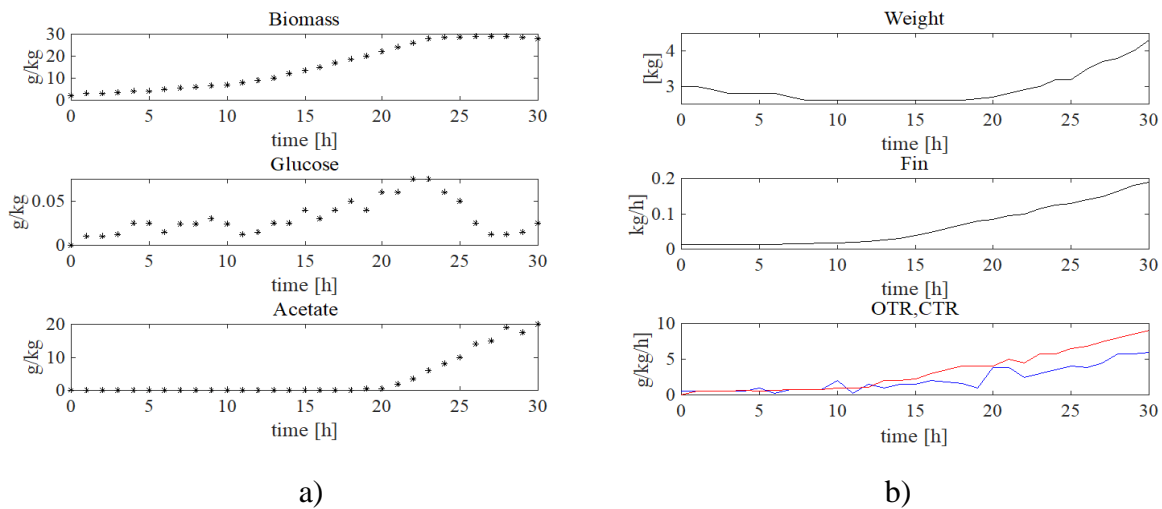 Biomass
g/kg
30
20
10
0
0 5 10 15 20 25 30
time [h]
Glucose
g/kg
0.05
0
0 5 10 15 20 25 30
time [h]
Acetate
g/kg
20
10
0
0 5 10 15 20 25 30
time [h]
a)
Weight
[kg]
4
3
0 5 10 15 20 25 30
time [h]
Fin
kg/h
0.2
0.1
0
0 5 10 15 20 25 30
time [h]
OTR,CTR
g/kg/h
10
5
0
0 5 10 15 20 25 30
time [h]
b)